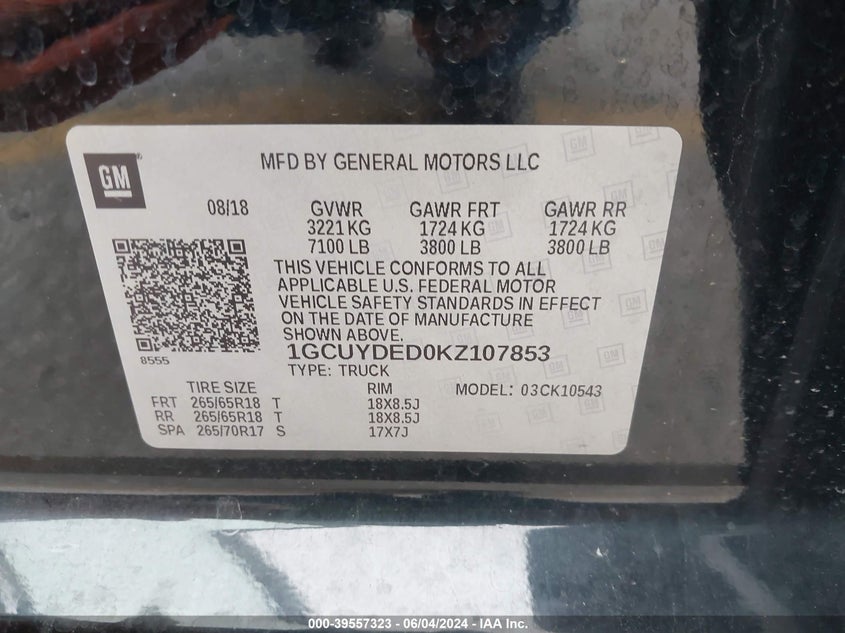 GM
MFD BY GENERAL MOTORS LLC
08/18 GVWR GAWR FRT GAWR RR
3221 KG 1724 KG 1724 KG
7100 LB 3800 LB 3800 LB
THIS VEHICLE CONFORMS TO ALL
APPLICABLE U.S. FEDERAL MOTOR
VEHICLE SAFETY STANDARDS IN EFFECT
ON THE DATE OF MANUFACTURE
SHOWN ABOVE.
8555
1GCUYDED0KZ107853
TYPE: TRUCK
TIRE SIZE RIM MODEL: 03CK10543
FRT 265/65R18 T 18X8.5J
RR 265/65R18 T 18X8.5J
SPA 265/70R17 S 17X7J
000-39557323 - 06/04/2024 - IAA Inc.